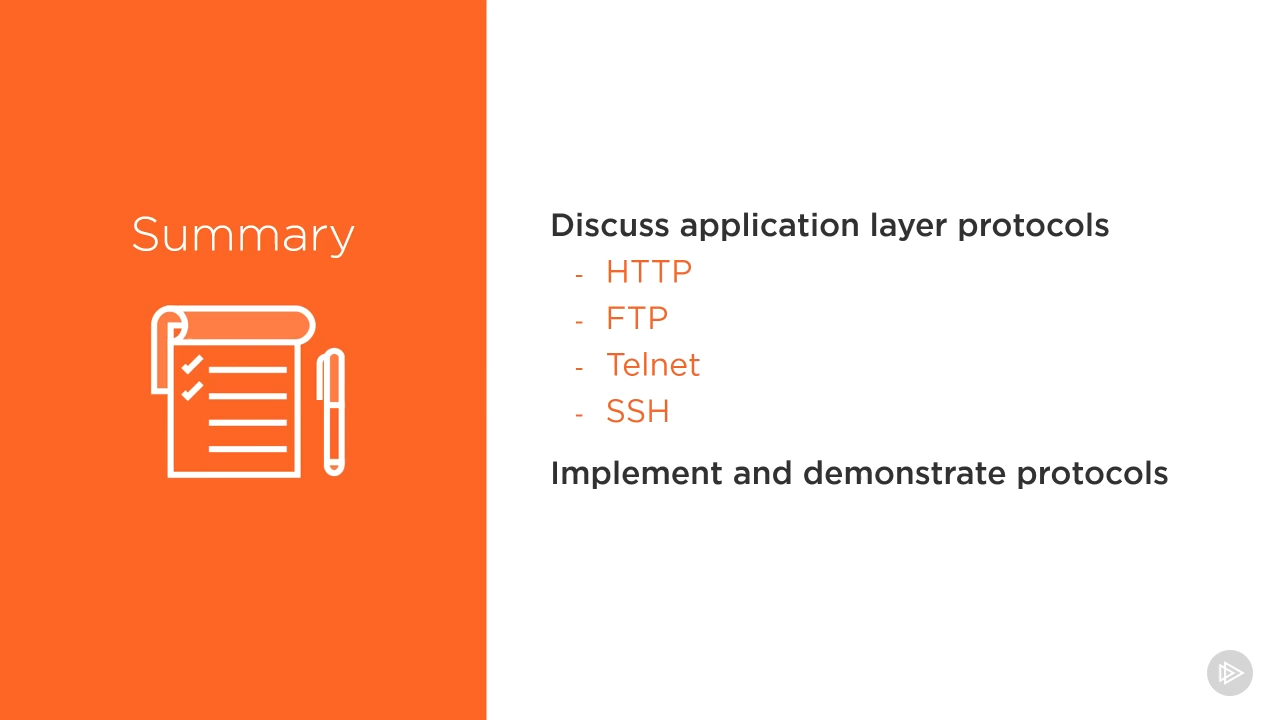 Summary
Discuss application layer protocols
- HTTP
- FTP
- Telnet
- SSH
Implement and demonstrate protocols